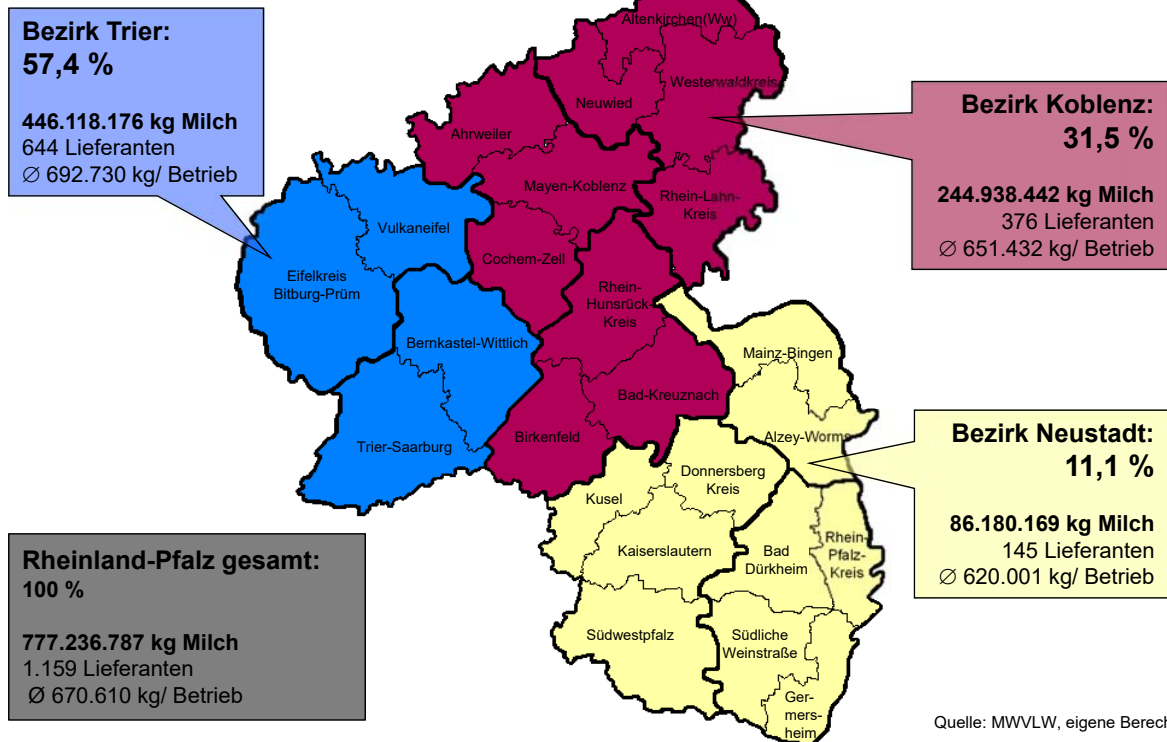 Bezirk Trier:
57,4 %
446.118.176 kg Milch
644 Lieferanten
∅ 692.730 kg/ Betrieb
Altenkirchen(Ww)
Westerwaldkreis
Neuwied
Ahrweiler
Mayen-Koblenz
Rhein-Lahn-
Kreis
Vulkaneifel
Cochem-Zell
Eifelkreis
Bitburg-Prüm
Rhein-
Hunsrück-
Kreis
Bernkastel-Wittlich
Mainz-Bingen
Bad-Kreuznach
Birkenfeld
Alzey-Worms
Trier-Saarburg
Donnersberg
Kreis
Kusel
Kaiserslautern
Bad
Dürkheim
Rhein-
Pfalz-
Kreis
Südwestpfalz
Südliche
Weinstraße
Ger-
mers-
heim
Bezirk Koblenz:
31,5 %
244.938.442 kg Milch
376 Lieferanten
∅ 651.432 kg/ Betrieb
Bezirk Neustadt:
11,1 %
86.180.169 kg Milch
145 Lieferanten
∅ 620.001 kg/ Betrieb
Rheinland-Pfalz gesamt:
100 %
777.236.787 kg Milch
1.159 Lieferanten
Ø 670.610 kg/ Betrieb
Quelle: MWVLW, eigene Berech